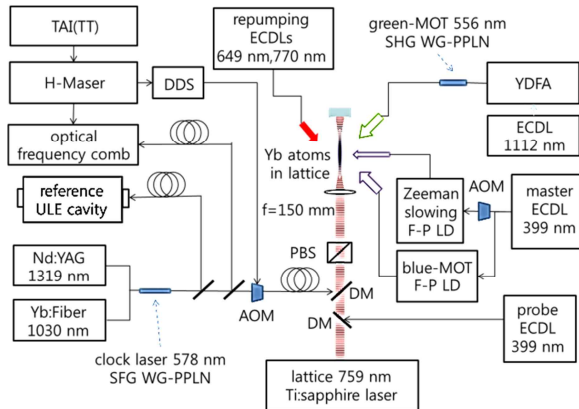 TAI(TT)
H-Maser
DDS
optical
frequency comb
reference
ULE cavity
Nd:YAG
1319 nm
Yb:Fiber
1030 nm
clock laser 578 nm
SFG WG-PPLN
AOM
repumping
ECDLs
649 nm,770 nm
Yb atoms
in lattice
f=150 mm
PBS
DM
DM
lattice 759 nm
Ti:sapphire laser
green-MOT 556 nm
SHG WG-PPLN
YDFA
ECDL
1112 nm
Zeeman
slowing
F-P LD
AOM
master
ECDL
399 nm
blue-MOT
F-P LD
probe
ECDL
399 nm